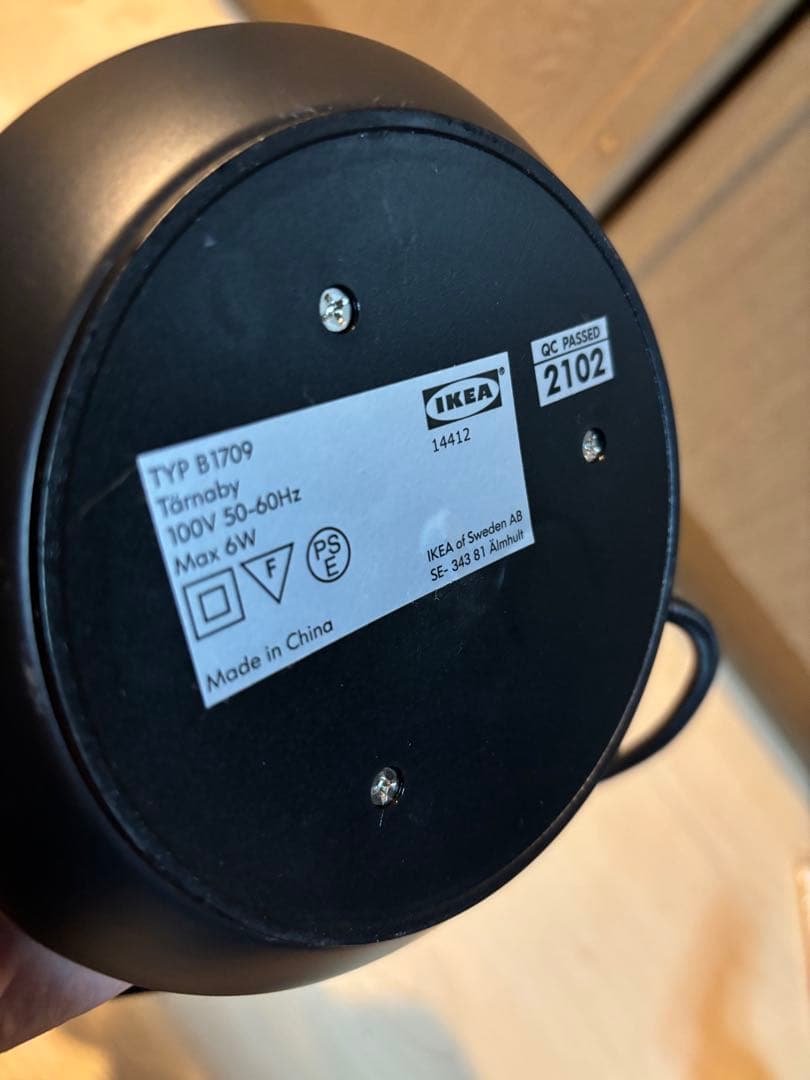 TYP B1709
Tärnaby
100V 50-60Hz
Max 6W
F
PS
E
Made in China
IKEA®
14412
IKEA of Sweden AB
SE- 343 81 Älmhult
QC PASSED
2102